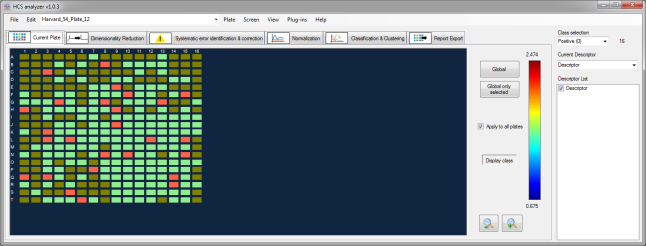 HCS analyzer v1.0.3
File Edit Harvard_54_Plate_12 Plate Screen View Plug-ins Help
Current Plate Dimensionality Reduction Systematic error identification & correction Normalization Classification & Clustering Report Export
Class selection
Positive (0) 16
Current Descriptor
Descriptor
Descriptor List
Descriptor
1 2 3 4 5 6 7 8 9 10 11 12 13 14 15 16
A
B
C
D
E
F
G
H
I
J
K
L
M
N
O
P
Q
R
S
T
2.474
Global
Global only
selected
Apply to all plates
Display class
0.675